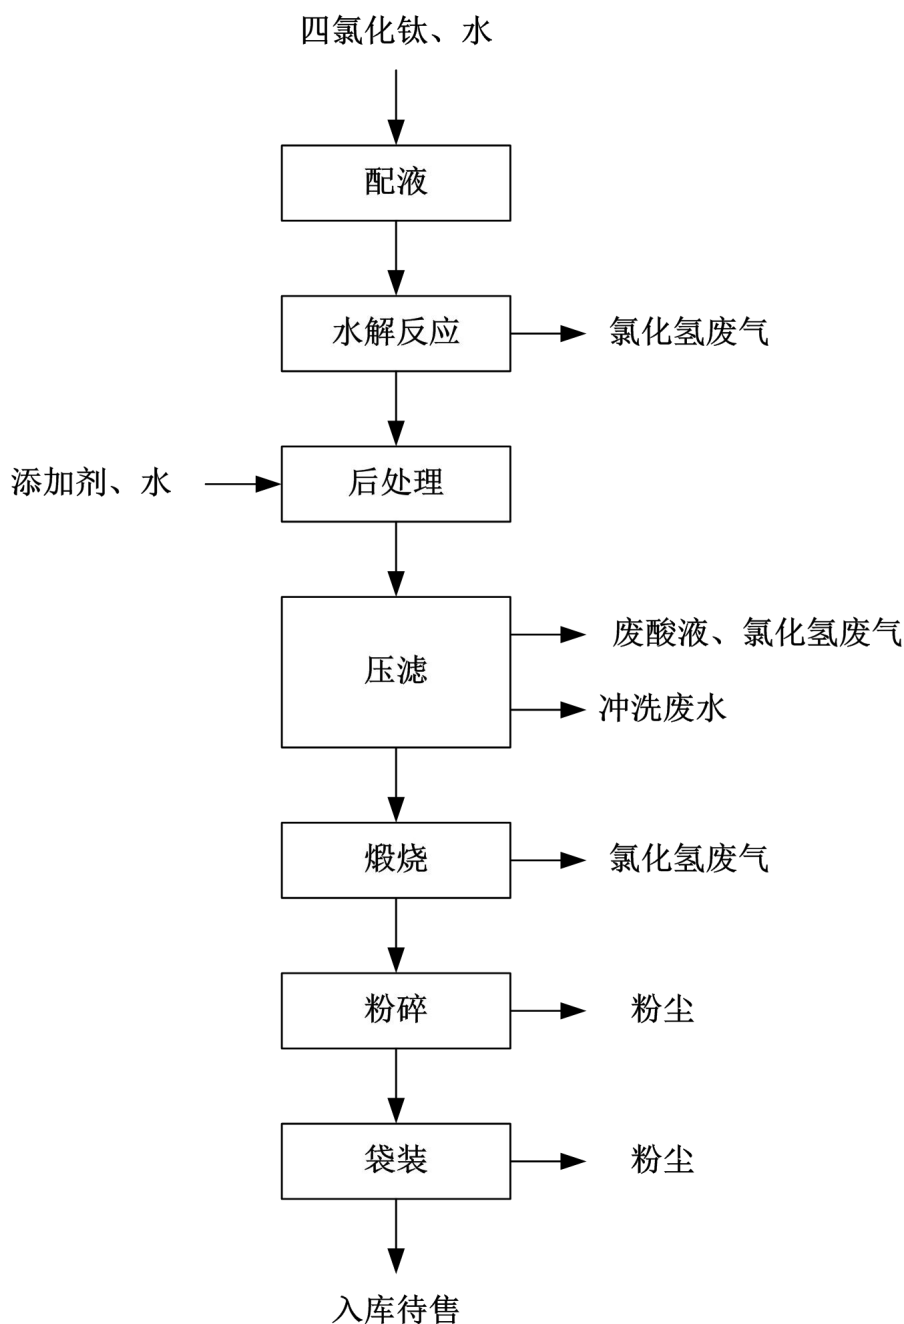 四氯化钛、水
配液
水解反应
氯化氢废气
添加剂、水
后处理
压滤
废酸液、氯化氢废气
冲洗废水
煅烧
氯化氢废气
粉碎
粉尘
袋装
粉尘
入库待售